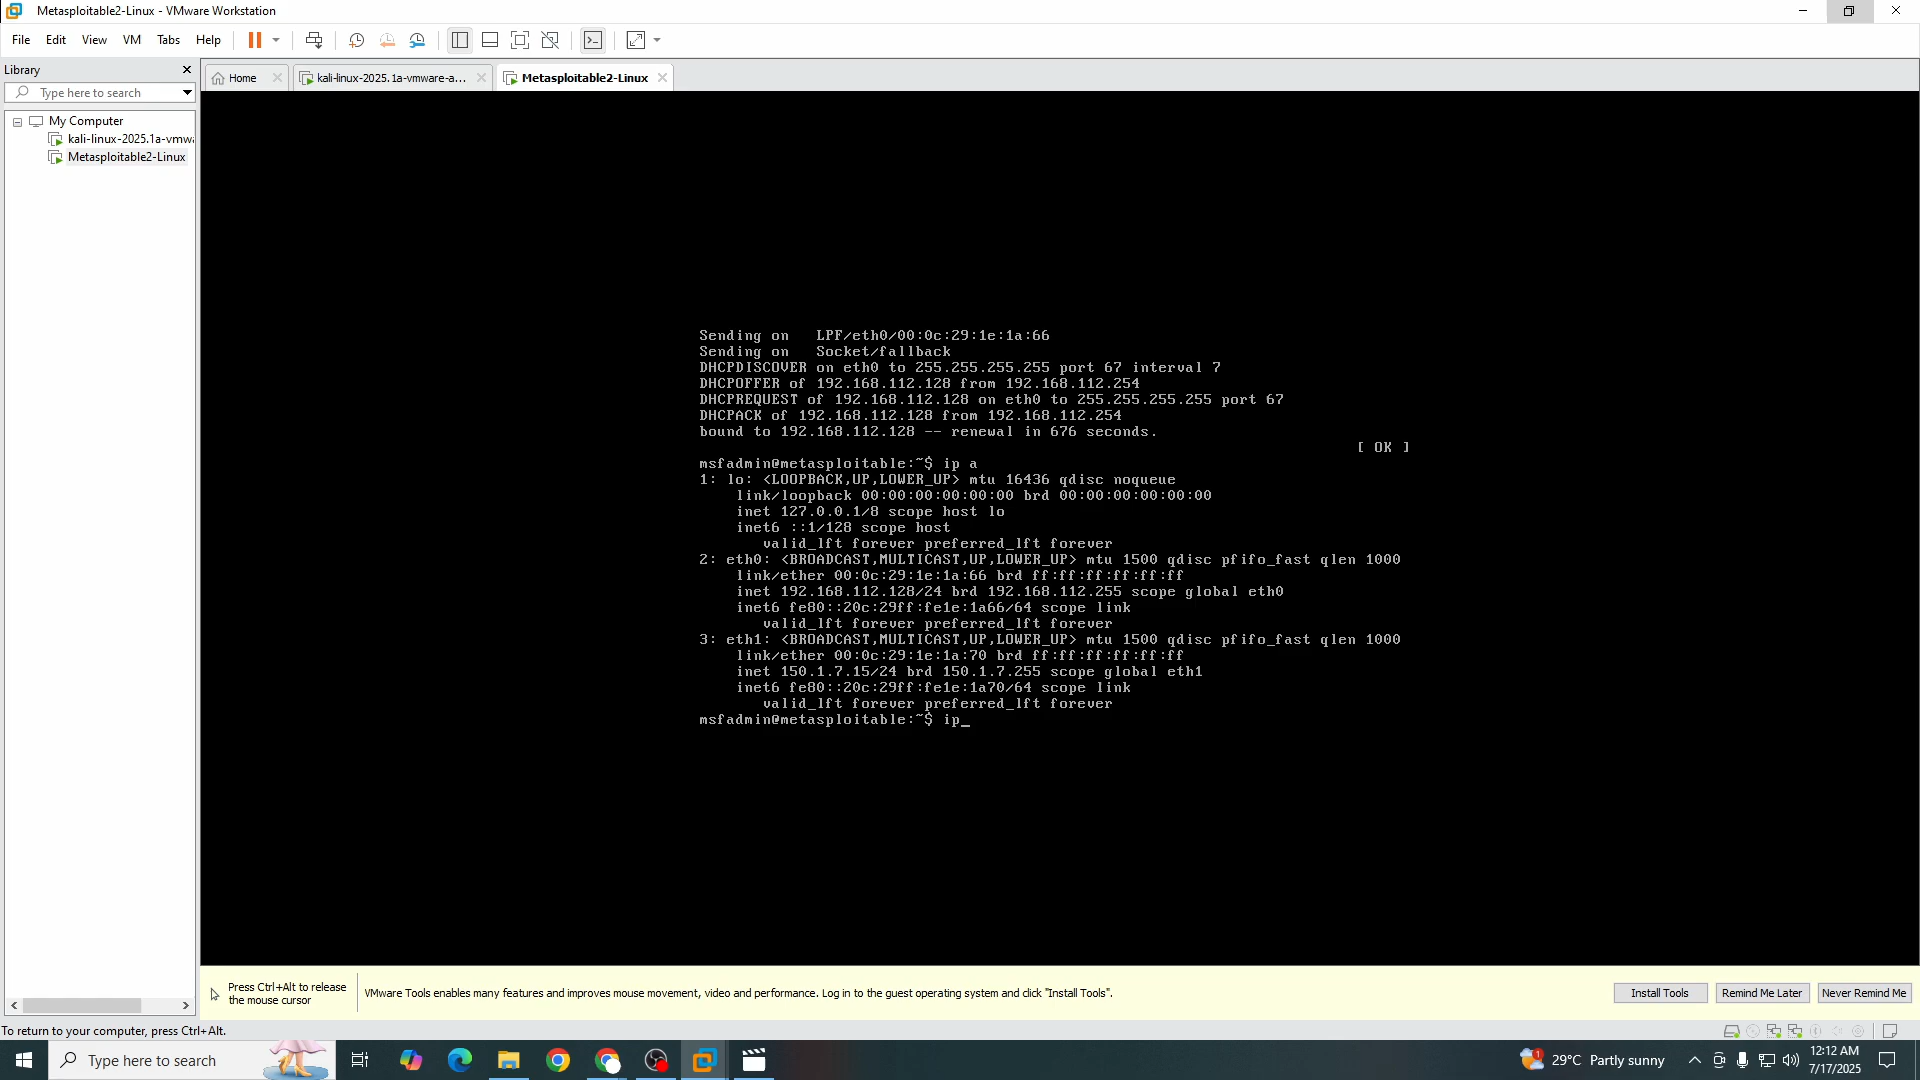 Metasploitable2-Linux - VMware Workstation
File Edit View VM Tabs Help
Library
Type here to search
My Computer
kali-linux-2025.1a-vmwa
Metasploitable2-Linux
Home
kali-linux-2025.1a-vmware-a...
Metasploitable2-Linux
Sending on   LPF/eth0/00:0c:29:1e:1a:66
Sending on   Socket/fallback
DHCPDISCOVER on eth0 to 255.255.255.255 port 67 interval 7
DHCPOFFER of 192.168.112.128 from 192.168.112.254
DHCPREQUEST of 192.168.112.128 on eth0 to 255.255.255.255 port 67
DHCPACK of 192.168.112.128 from 192.168.112.254
bound to 192.168.112.128 -- renewal in 676 seconds.
[ OK ]
msfadmin@metasploitable:~$ ip a
1: lo: <LOOPBACK,UP,LOWER_UP> mtu 16436 qdisc noqueue
link/loopback 00:00:00:00:00:00 brd 00:00:00:00:00:00
inet 127.0.0.1/8 scope host lo
inet6 ::1/128 scope host
valid_lft forever preferred_lft forever
2: eth0: <BROADCAST,MULTICAST,UP,LOWER_UP> mtu 1500 qdisc pfifo_fast qlen 1000
link/ether 00:0c:29:1e:1a:66 brd ff:ff:ff:ff:ff:ff
inet 192.168.112.128/24 brd 192.168.112.255 scope global eth0
inet6 fe80::20c:29ff:fe1e:1a66/64 scope link
valid_lft forever preferred_lft forever
3: eth1: <BROADCAST,MULTICAST,UP,LOWER_UP> mtu 1500 qdisc pfifo_fast qlen 1000
link/ether 00:0c:29:1e:1a:70 brd ff:ff:ff:ff:ff:ff
inet 150.1.7.15/24 brd 150.1.7.255 scope global eth1
inet6 fe80::20c:29ff:fe1e:1a70/64 scope link
valid_lft forever preferred_lft forever
msfadmin@metasploitable:~$ ip_
Press Ctrl+Alt to release
the mouse cursor
VMware Tools enables many features and improves mouse movement, video and performance. Log in to the guest operating system and click "Install Tools".
Install Tools
Remind Me Later
Never Remind Me
To return to your computer, press Ctrl+Alt.
Type here to search
1
29°C Partly sunny
12:12 AM
7/17/2025